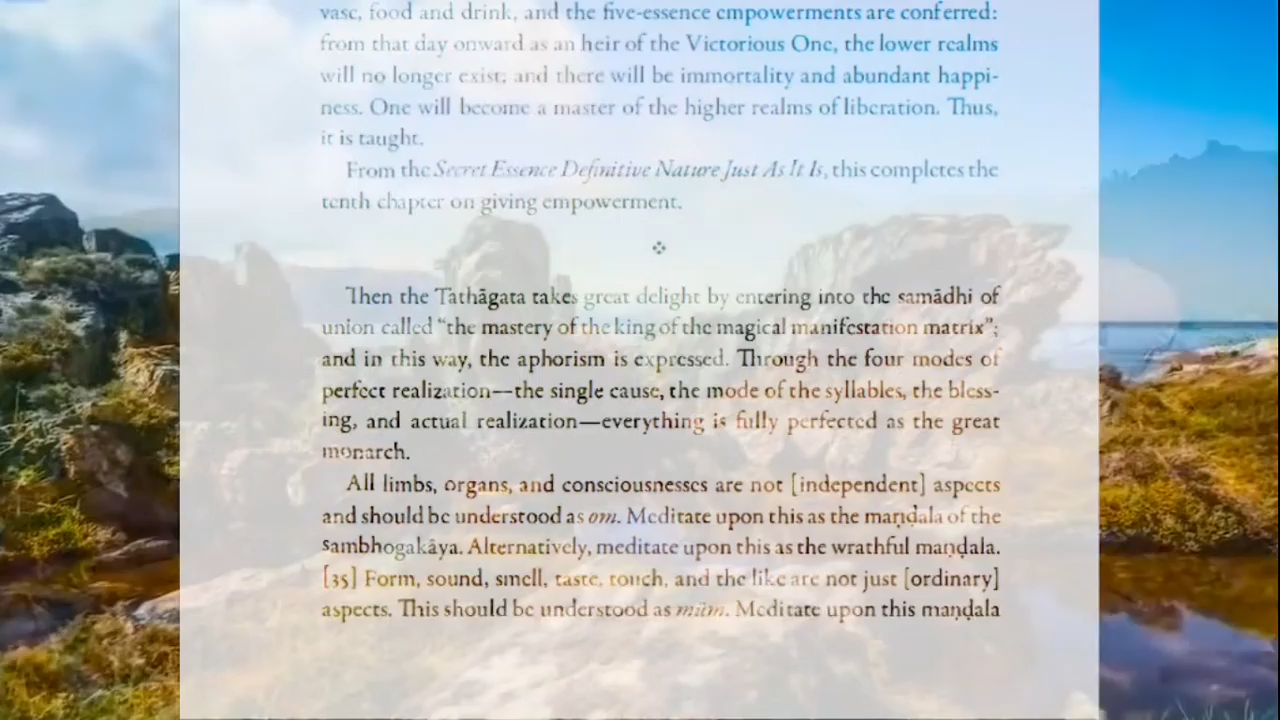 vase, food and drink, and the five-essence empowerments are conferred:
from that day onward as an heir of the Victorious One, the lower realms
will no longer exist; and there will be immortality and abundant happi-
ness. One will become a master of the higher realms of liberation. Thus,
it is taught.
From the Secret Essence Definitive Nature Just As It Is, this completes the
tenth chapter on giving empowerment.
Then the Tathāgata takes great delight by entering into the samādhi of
union called “the mastery of the king of the magical manifestation matrix”;
and in this way, the aphorism is expressed. Through the four modes of
perfect realization—the single cause, the mode of the syllables, the bless-
ing, and actual realization—everything is fully perfected as the great
monarch.
All limbs, organs, and consciousnesses are not [independent] aspects
and should be understood as om. Meditate upon this as the maṇḍala of the
sambhogakāya. Alternatively, meditate upon this as the wrathful maṇḍala.
[35] Form, sound, smell, taste, touch, and the like are not just [ordinary]
aspects. This should be understood as mūm. Meditate upon this maṇḍala